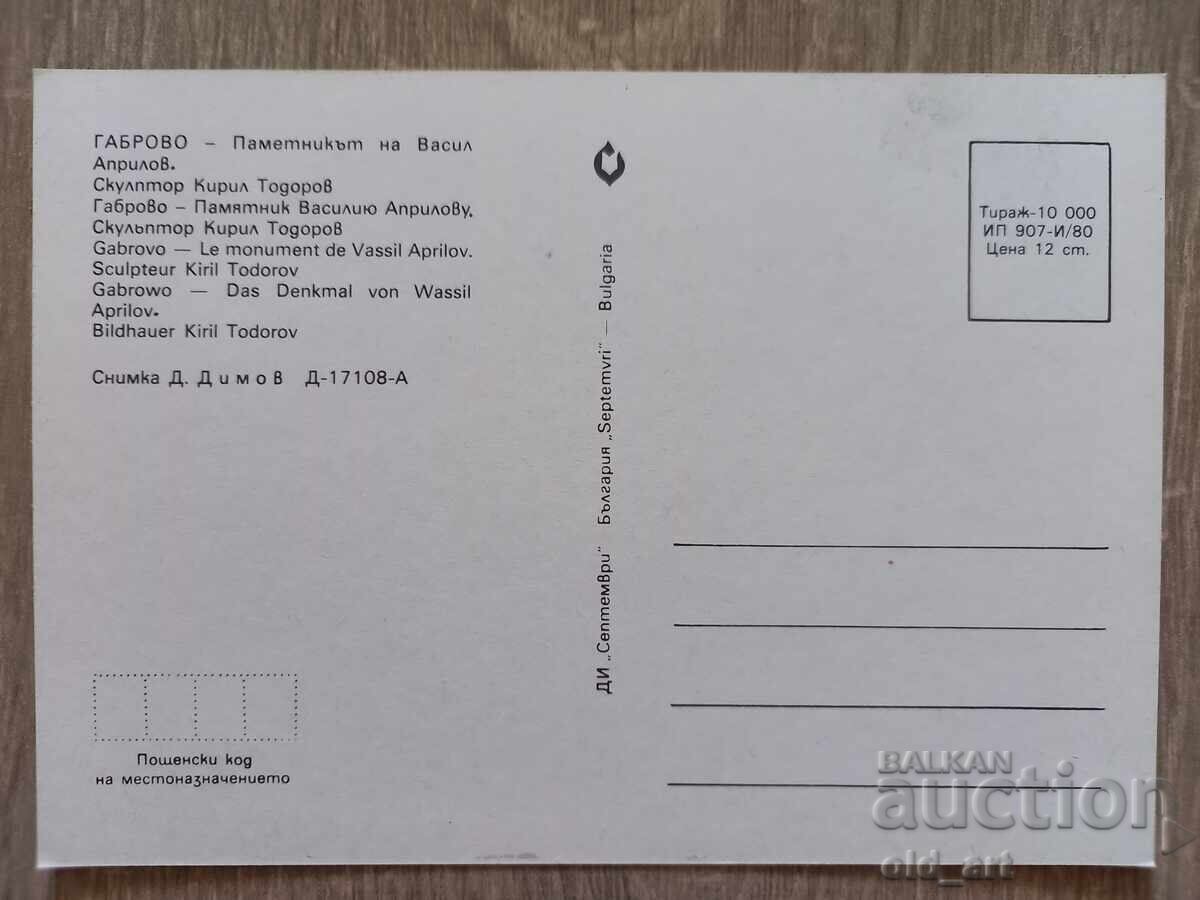 ГАБРОВО – Паметникът на Васил
Априлов.
Скулптор Кирил Тодоров
Габрово – Памятник Василию Априлову.
Скульптор Кирил Тодоров
Gabrovo — Le monument de Vassil Aprilov.
Sculpteur Kiril Todorov
Gabrowo — Das Denkmal von Wassil
Aprilov.
Bildhauer Kiril Todorov
Снимка Д. Димов Д-17108-А
Пощенски код
на местоназначението
ДИ „Септември" България „Septemvri" — Bulgaria
Тираж-10 000
ИП 907-И/80
Цена 12 ст.
BALKAN
auction
old_art